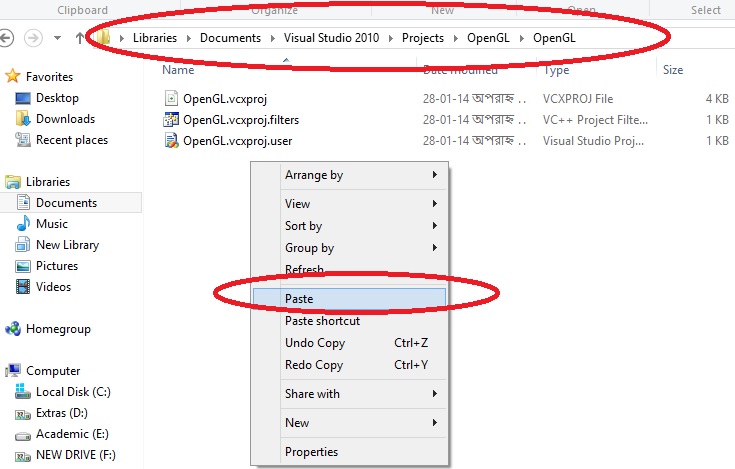 Clipboard Organize New Open Select
Libraries Documents Visual Studio 2010 Projects OpenGL OpenGL
Favorites
Desktop
Downloads
Recent places
Libraries
Documents
Music
New Library
Pictures
Videos
Homegroup
Computer
Local Disk (C:)
Extras (D:)
Academic (E:)
NEW DRIVE (F:)
Name Date modified Type Size
OpenGL.vcxproj 28-01-14 অপরাহ্ন .. VCXPROJ File 4 KB
OpenGL.vcxproj.filters 28-01-14 অপরাহ্ন .. VC++ Project Filte... 1 KB
OpenGL.vcxproj.user 28-01-14 অপরাহ্ন .. Visual Studio Proj... 1 KB
Arrange by
View
Sort by
Group by
Refresh
Paste
Paste shortcut
Undo Copy Ctrl+Z
Redo Copy Ctrl+Y
Share with
New
Properties